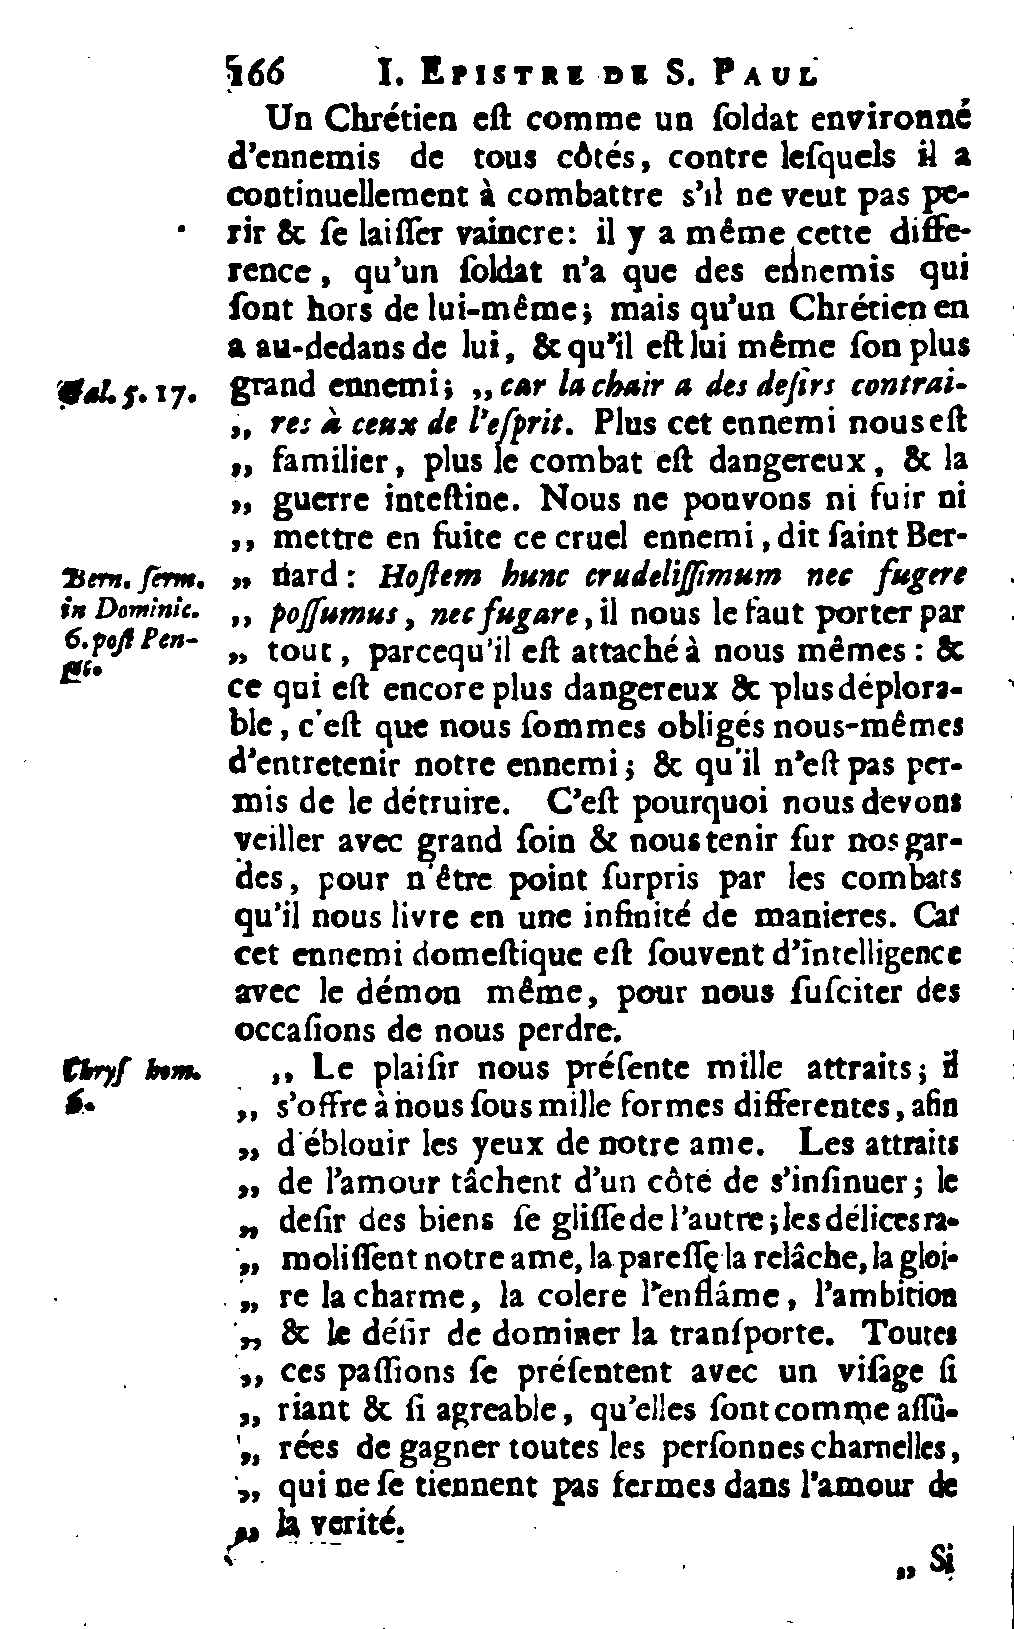 566 I. EPISTRE DE S. PAUL
Un Chrétien eſt comme un ſoldat environné
d'ennemis de tous côtés, contre leſquels il a
continuellement à combattre s'il ne veut pas pe-
rir & ſe laiſſer vaincre: il y a même cette diffe-
rence, qu'un ſoldat n'a que des ennemis qui
ſont hors de lui-même; mais qu'un Chrétien en
a au-dedans de lui, & qu'il eſt lui même ſon plus
Gal. 5. 17. grand ennemi; „car la chair a des deſirs contrai-
„ res à ceux de l'eſprit. Plus cet ennemi nous eſt
„ familier, plus le combat eſt dangereux, & la
„ guerre inteſtine. Nous ne pouvons ni fuir ni
„ mettre en fuite ce cruel ennemi, dit ſaint Ber-
Bern. ſerm. „ nard: Hoſtem hunc crudeliſſimum nec fugere
in Dominic. „ poſſumus, nec fugare, il nous le faut porter par
6. poſt Pen- „ tout, parcequ'il eſt attaché à nous mêmes: &
ce qui eſt encore plus dangereux & plus déplora-
ble, c'eſt que nous ſommes obligés nous-mêmes
d'entretenir notre ennemi; & qu'il n'eſt pas per-
mis de le détruire. C'eſt pourquoi nous devons
veiller avec grand ſoin & nous tenir ſur nos gar-
des, pour n'être point ſurpris par les combats
qu'il nous livre en une infinité de manieres. Car
cet ennemi domeſtique eſt ſouvent d'intelligence
avec le démon même, pour nous ſuſciter des
occaſions de nous perdre.
Chryſ hom. „ Le plaiſir nous préſente mille attraits; il
6. „ s'offre à nous ſous mille formes differentes, afin
„ d'éblouir les yeux de notre ame. Les attraits
„ de l'amour tâchent d'un côté de s'inſinuer; le
„ deſir des biens ſe gliſſe de l'autre; les délices ra-
„ moliſſent notre ame, la pareſſe la relâche, la gloi-
„ re la charme, la colere l'enflâme, l'ambition
„ & le déſir de dominer la tranſporte. Toutes
„ ces paſſions ſe préſentent avec un viſage ſi
„ riant & ſi agreable, qu'elles ſont comme aſſû-
„ rées de gagner toutes les perſonnes charnelles,
„ qui ne ſe tiennent pas fermes dans l'amour de
„ la verité.
„ Si